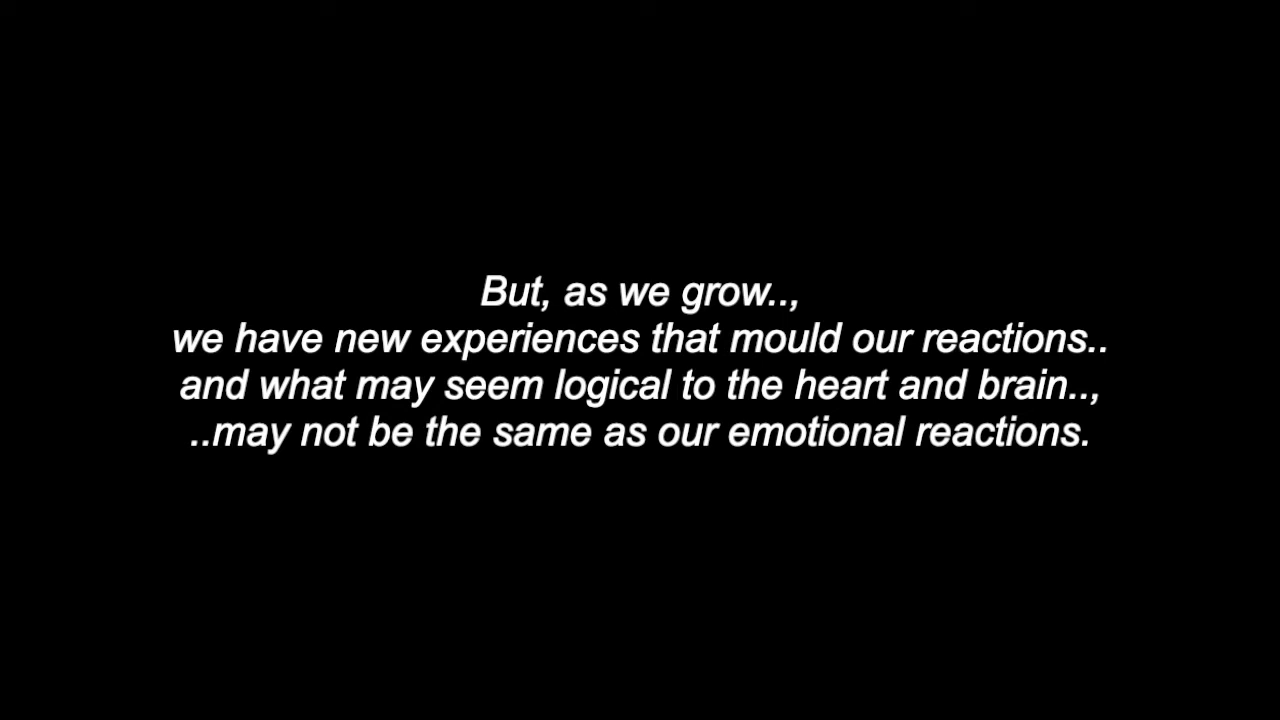 But, as we grow..,
we have new experiences that mould our reactions..
and what may seem logical to the heart and brain..,
..may not be the same as our emotional reactions.